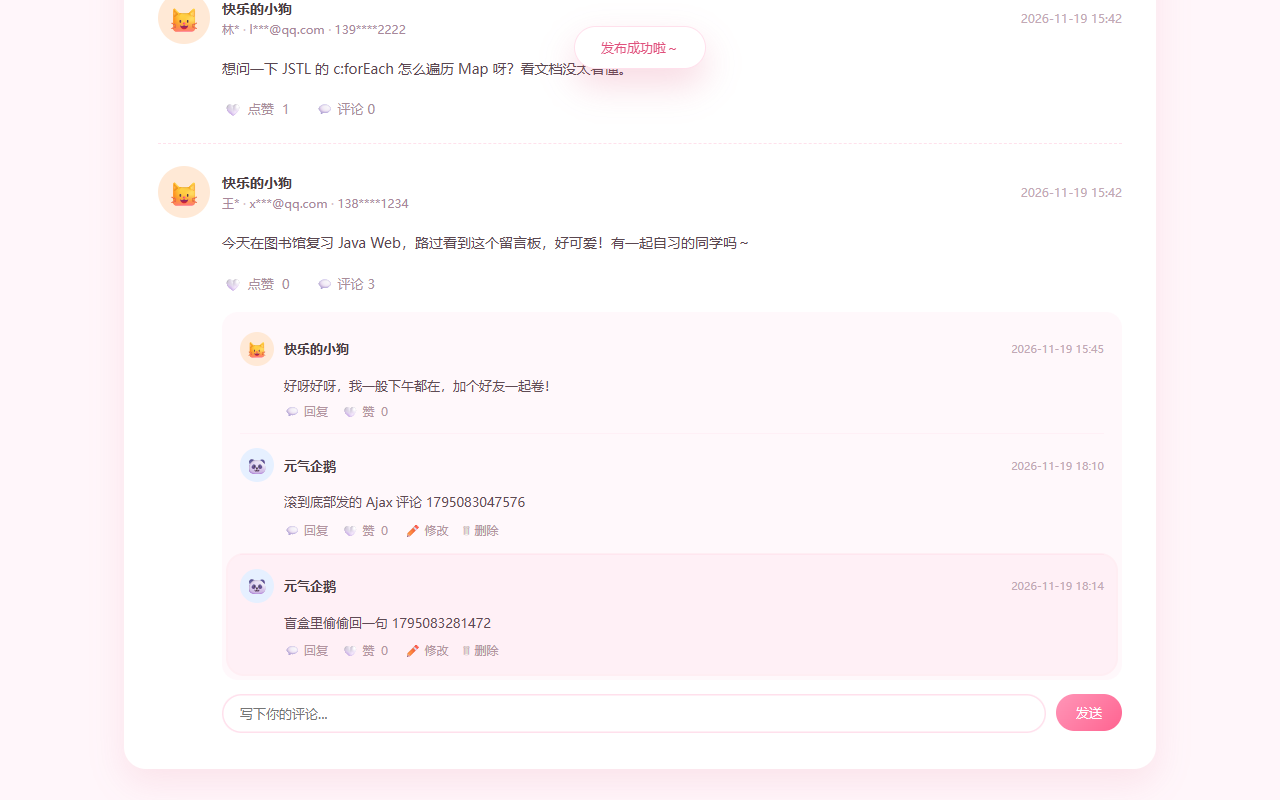 快乐的小狗
2026-11-19 15:42
林* · l***@qq.com · 139****2222
发布成功啦～
想问一下 JSTL 的 c:forEach 怎么遍历 Map 呀？看文档没太看懂。
点赞 1 评论 0
快乐的小狗
2026-11-19 15:42
王* · x***@qq.com · 138****1234
今天在图书馆复习 Java Web，路过看到这个留言板，好可爱！有一起自习的同学吗～
点赞 0 评论 3
快乐的小狗
2026-11-19 15:45
好呀好呀，我一般下午都在，加个好友一起卷！
回复 赞 0
元气企鹅
2026-11-19 18:10
滚到底部发的 Ajax 评论 1795083047576
回复 赞 0 修改 删除
元气企鹅
2026-11-19 18:14
盲盒里偷偷回一句 1795083281472
回复 赞 0 修改 删除
写下你的评论...
发送